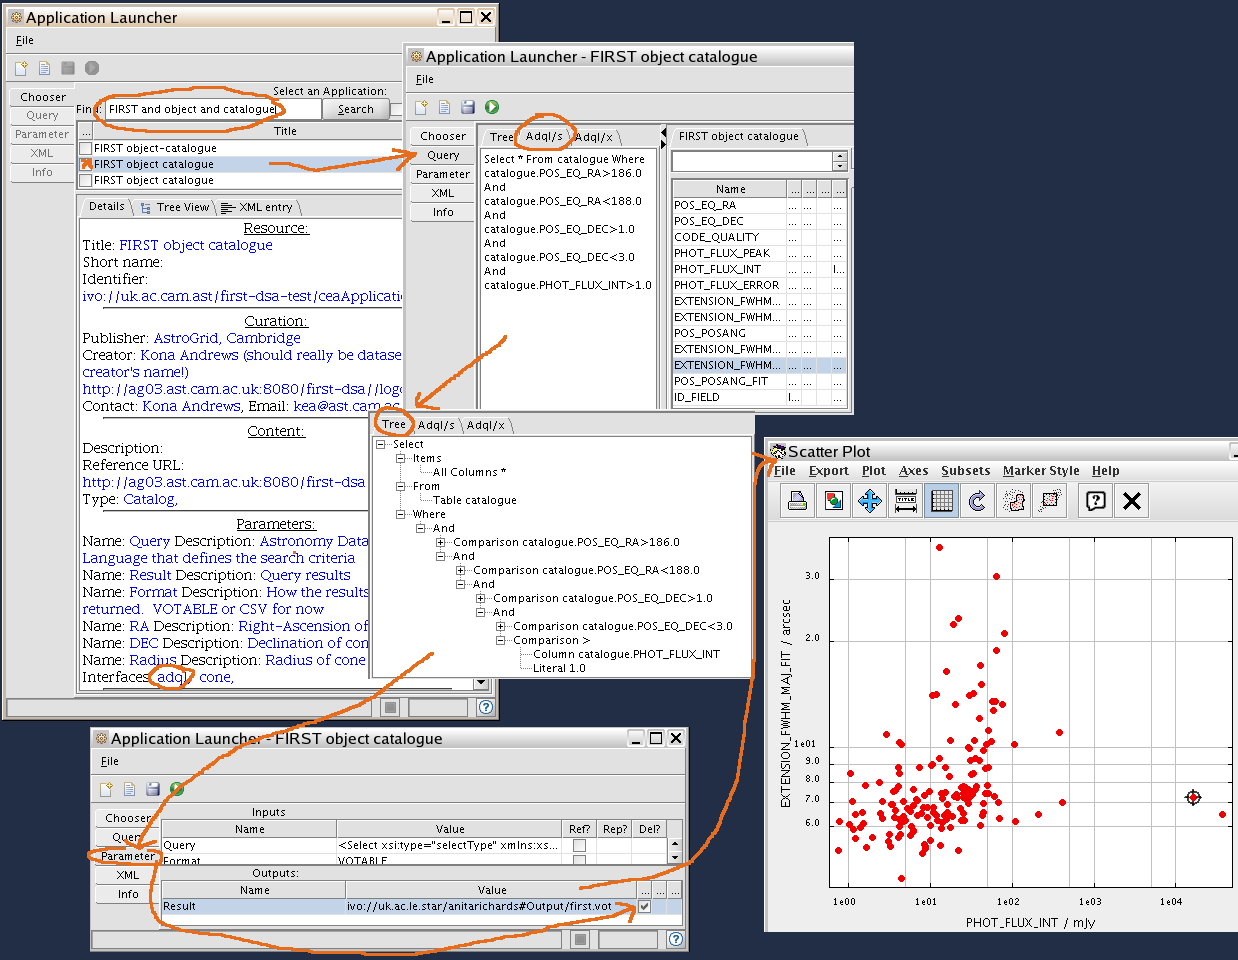 Application Launcher
File
Select an Application:
Find: FIRST and object and catalogue Search
Chooser
Query
Parameter
XML
Info
... Title
FIRST object-catalogue
FIRST object catalogue
FIRST object catalogue
Details Tree View XML entry
Resource:
Title: FIRST object catalogue
Short name:
Identifier:
ivo://uk.ac.cam.ast/first-dsa-test/ceaApplicatio
Curation:
Publisher: AstroGrid, Cambridge
Creator: Kona Andrews (should really be datase
creator's name!)
http://ag03.ast.cam.ac.uk:8080/first-dsa//log
Contact: Kona Andrews, Email: kea@ast.cam.ac
Content:
Description:
Reference URL:
http://ag03.ast.cam.ac.uk:8080/first-dsa
Type: Catalog,
Parameters:
Name: Query Description: Astronomy Data
Language that defines the search criteria
Name: Result Description: Query results
Name: Format Description: How the results
returned. VOTABLE or CSV for now
Name: RA Description: Right-Ascension of
Name: DEC Description: Declination of con
Name: Radius Description: Radius of cone
Interfaces: adql, cone,
Application Launcher - FIRST object catalogue
File
Chooser
Query
Parameter
XML
Info
Tree Adql/s Adql/x
Select * From catalogue Where
catalogue.POS_EQ_RA>186.0
And
catalogue.POS_EQ_RA<188.0
And
catalogue.POS_EQ_DEC>1.0
And
catalogue.POS_EQ_DEC<3.0
And
catalogue.PHOT_FLUX_INT>1.0
FIRST object catalogue
Name ... ... ...
POS_EQ_RA ... ... ...
POS_EQ_DEC ... ... ...
CODE_QUALITY ... ...
PHOT_FLUX_PEAK ... ... ...
PHOT_FLUX_INT ... ... I...
PHOT_FLUX_ERROR ... ... ...
EXTENSION_FWHM... ... ... ...
EXTENSION_FWHM... ... ... ...
POS_POSANG ... ... ...
EXTENSION_FWHM... ... ... ...
EXTENSION_FWHM... ... ... ...
POS_POSANG_FIT ... ... ...
ID_FIELD I... ...
Tree Adql/s Adql/x
Select
Items
All Columns *
From
Table catalogue
Where
And
Comparison catalogue.POS_EQ_RA>186.0
And
Comparison catalogue.POS_EQ_RA<188.0
And
Comparison catalogue.POS_EQ_DEC>1.0
And
Comparison catalogue.POS_EQ_DEC<3.0
Comparison >
Column catalogue.PHOT_FLUX_INT
Literal 1.0
Application Launcher - FIRST object catalogue
File
Chooser
Query
Parameter
XML
Info
Inputs
Name Value Ref? Rep? Del?
Query <Select xsi:type="selectType" xmlns:xs...
Format VOTABLE
Outputs:
Name Value ... ... ...
Result ivo://uk.ac.le.star/anitarichards#Output/first.vot
Scatter Plot
File Export Plot Axes Subsets Marker Style Help
TITLE
EXTENSION_FWHM_MAJ_FIT / arcsec
3.0
2.0
1e01
9.0
8.0
7.0
6.0
1e00 1e01 1e02 1e03 1e04
PHOT_FLUX_INT / mJy